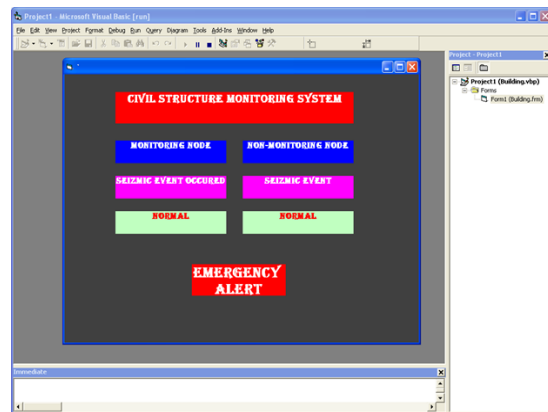 Project1 - Microsoft Visual Basic [run]
File Edit View Project Format Debug Run Query Diagram Tools Add-Ins Window Help
Project - Project1
Project1 (Building.vbp)
Forms
Form1 (Building.frm)
CIVIL STRUCTURE MONITORING SYSTEM
MONITORING NODE
NON-MONITORING NODE
SEIZMIC EVENT OCCURED
SEIZMIC EVENT
NORMAL
NORMAL
EMERGENCY
ALERT
Immediate